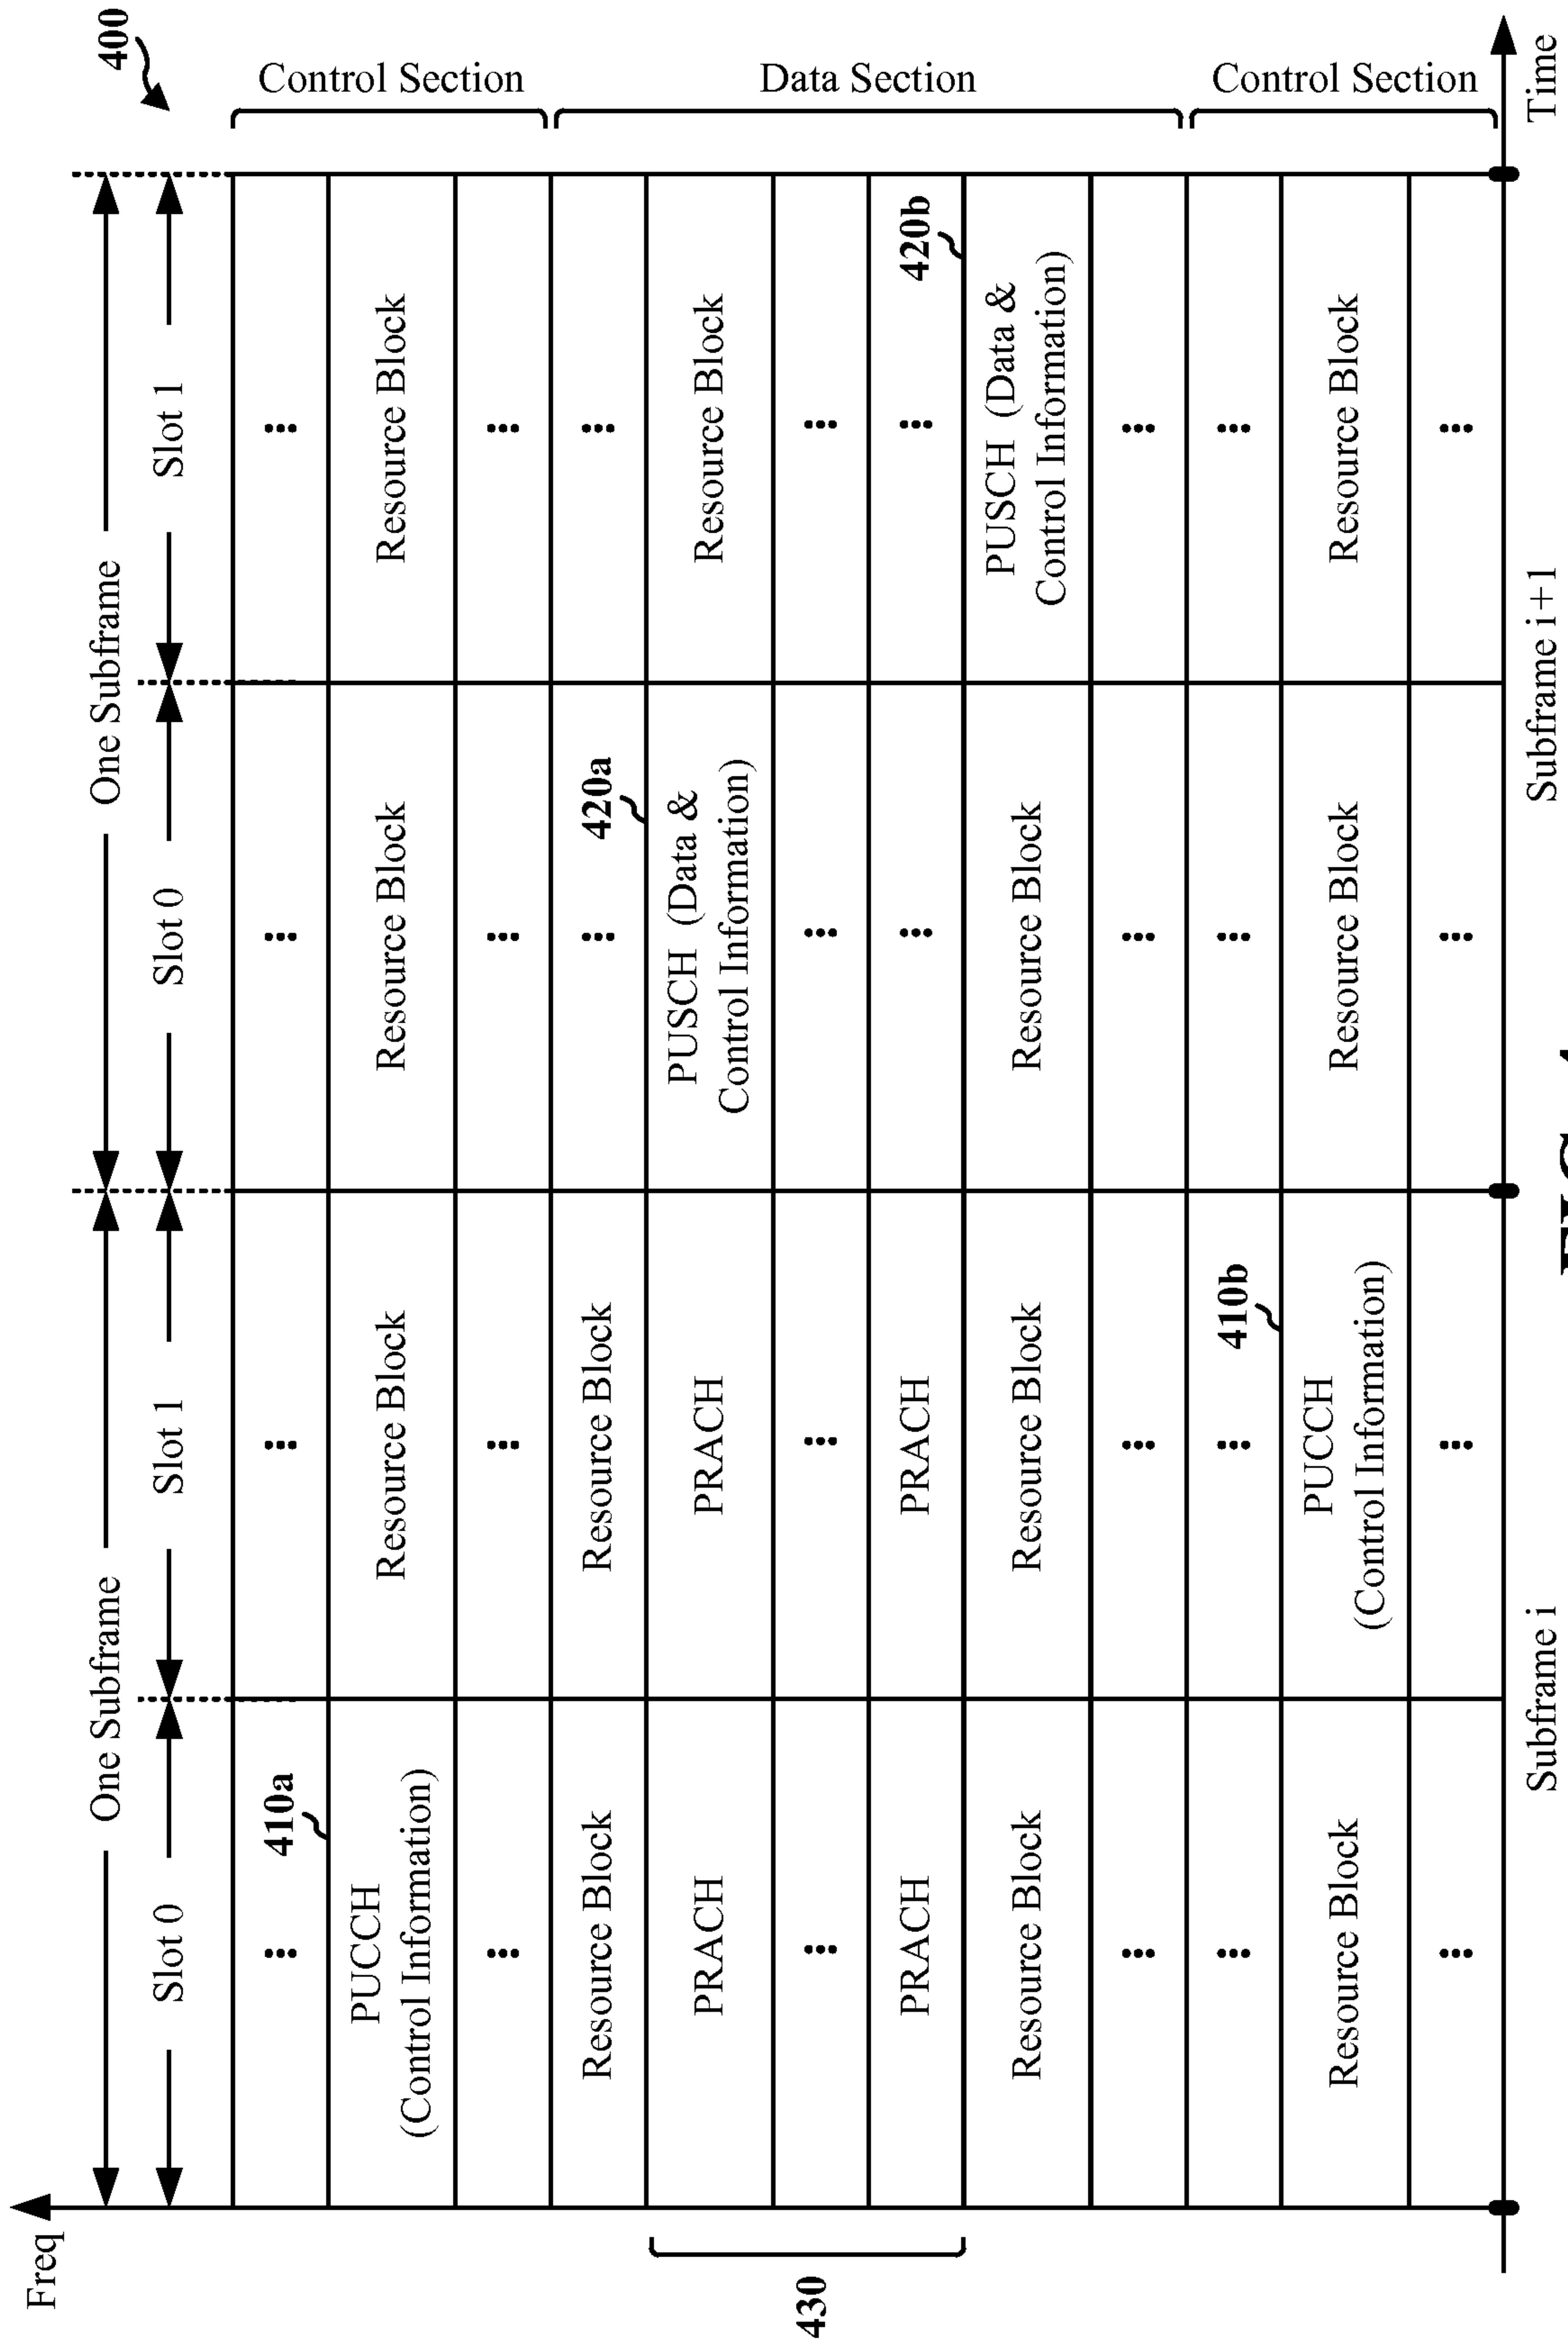 400
Freq
One Subframe One Subframe
Slot 0 Slot 1 Slot 0 Slot 1
... 410a ... ... ...
PUCCH
(Control Information)
Resource Block Resource Block Resource Block
Control Section
... ... ... ...
Resource Block Resource Block ... 420a ...
PRACH PRACH
PUSCH (Data &
Control Information)
Resource Block
430
... ... ... ...
Data Section
PRACH PRACH ... ... 420b
Resource Block Resource Block Resource Block
PUSCH (Data &
Control Information)
... ... ... ...
... ... 410b ... ...
Resource Block
PUCCH
(Control Information)
Resource Block Resource Block
Control Section
... ... ... ...
Subframe i Subframe i+1 Time